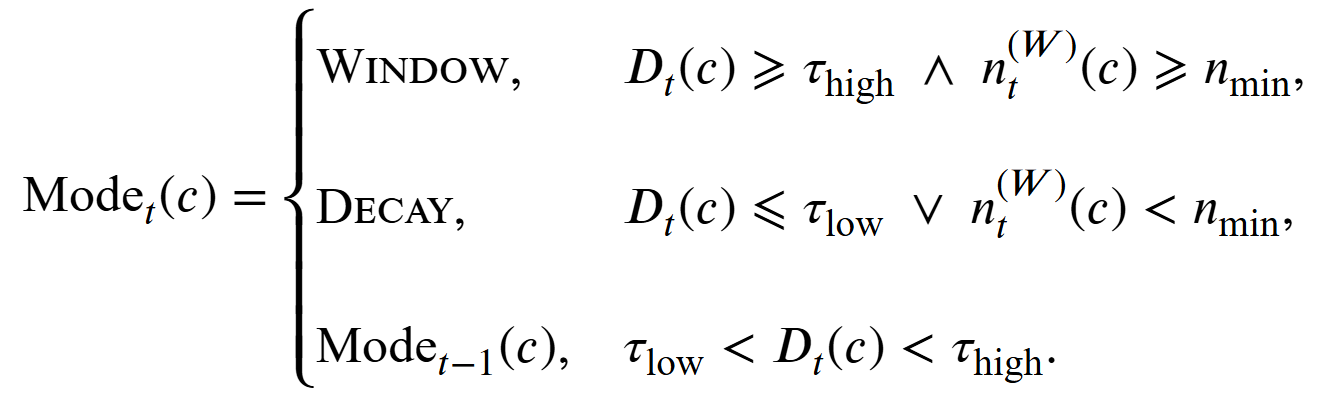 WINDOW, D_t(c) ⩾ τ_high ∧ n_t^(W)(c) ⩾ n_min,
Mode_t(c) = { DECAY, D_t(c) ⩽ τ_low ∨ n_t^(W)(c) < n_min,
Mode_{t−1}(c), τ_low < D_t(c) < τ_high.